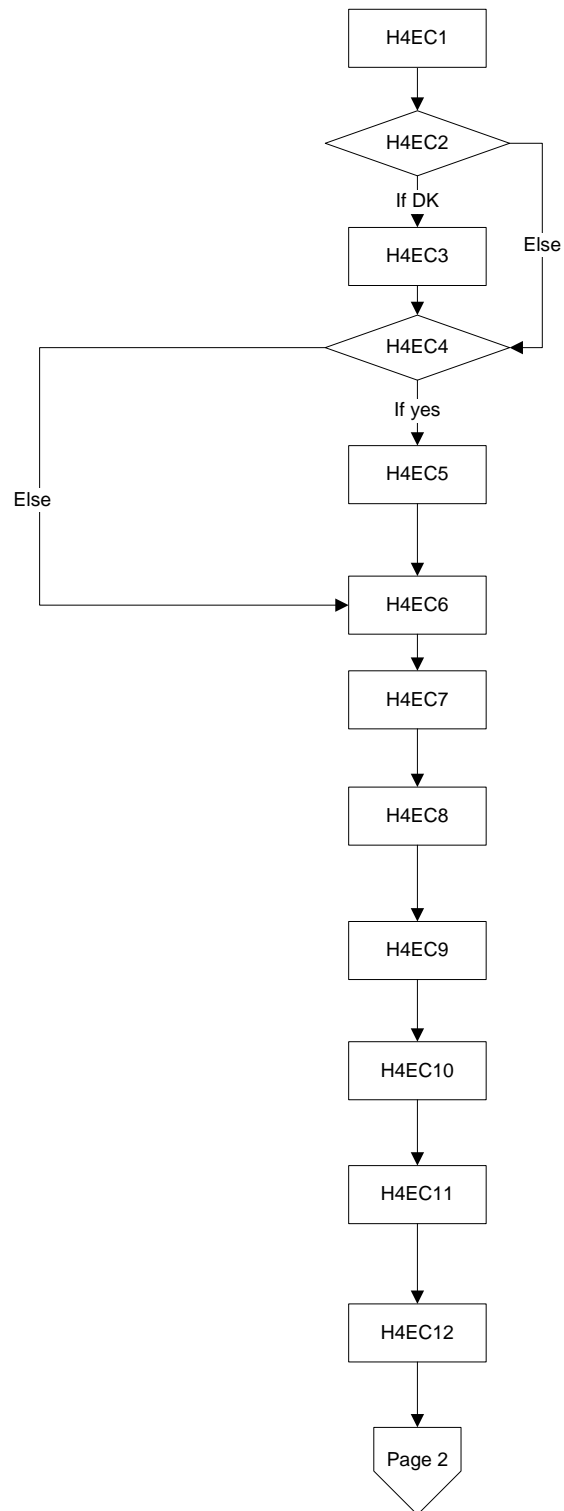 H4EC1
H4EC2
If DK
Else
H4EC3
H4EC4
If yes
H4EC5
Else
H4EC6
H4EC7
H4EC8
H4EC9
H4EC10
H4EC11
H4EC12
Page 2